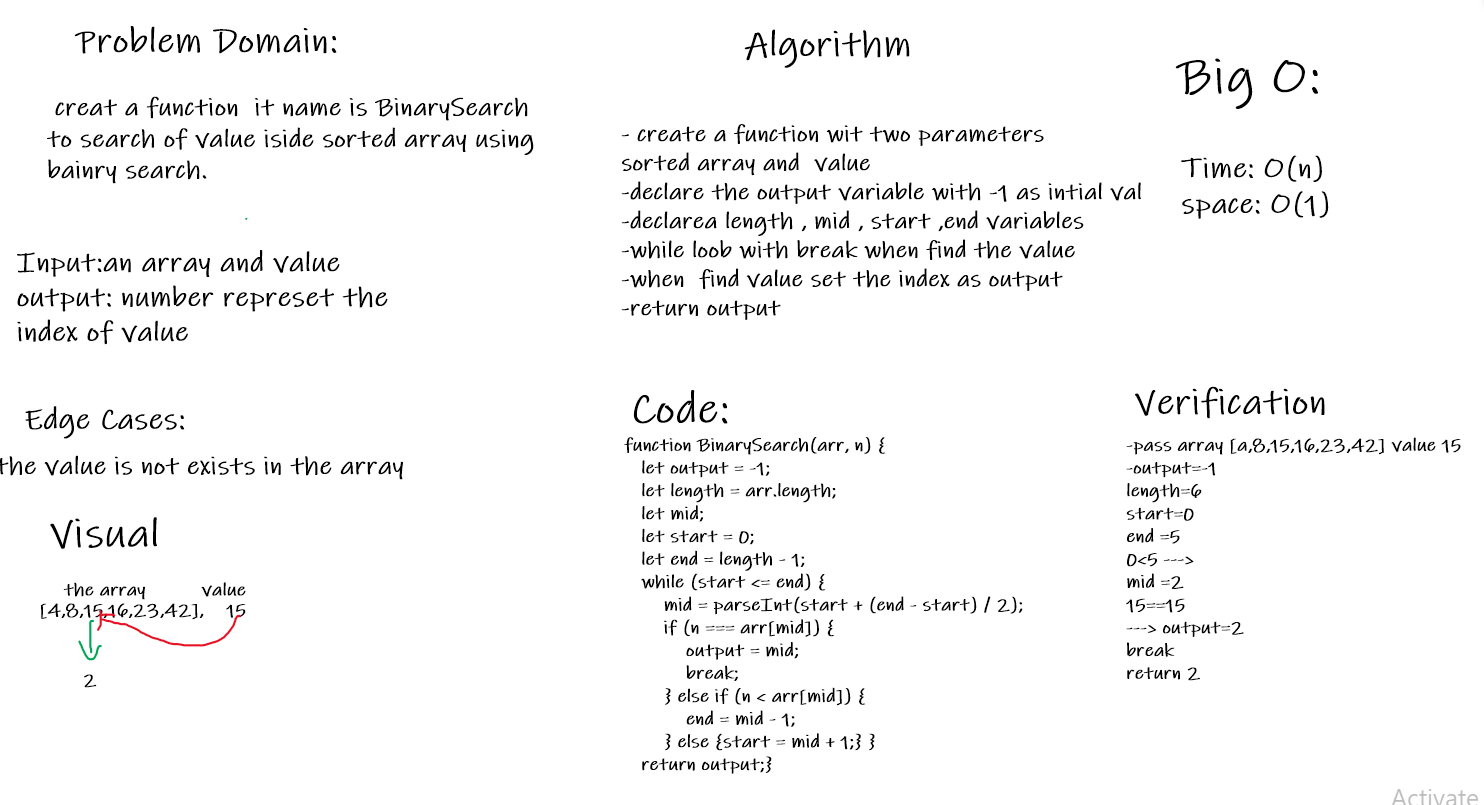 Problem Domain:
creat a function it name is BinarySearch
to search of value iside sorted array using
bainry search.
Input:an array and value
output: number represet the
index of value
Edge Cases:
the value is not exists in the array
Visual
the array value
[4,8,15,16,23,42], 15
2
Algorithm
- create a function wit two parameters
sorted array and value
-declare the output variable with -1 as intial val
-declarea length , mid , start ,end variables
-while loob with break when find the value
-when find value set the index as output
-return output
Code:
function BinarySearch(arr, n) {
let output = -1;
let length = arr.length;
let mid;
let start = 0;
let end = length - 1;
while (start <= end) {
mid = parseInt(start + (end - start) / 2);
if (n === arr[mid]) {
output = mid;
break;
} else if (n < arr[mid]) {
end = mid - 1;
} else {start = mid + 1;} }
return output;}
Big O:
Time: O(n)
space: O(1)
Verification
-pass array [a,8,15,16,23,42] value 15
-output=-1
length=6
start=0
end =5
0<5 --->
mid =2
15==15
---> output=2
break
return 2
Activate